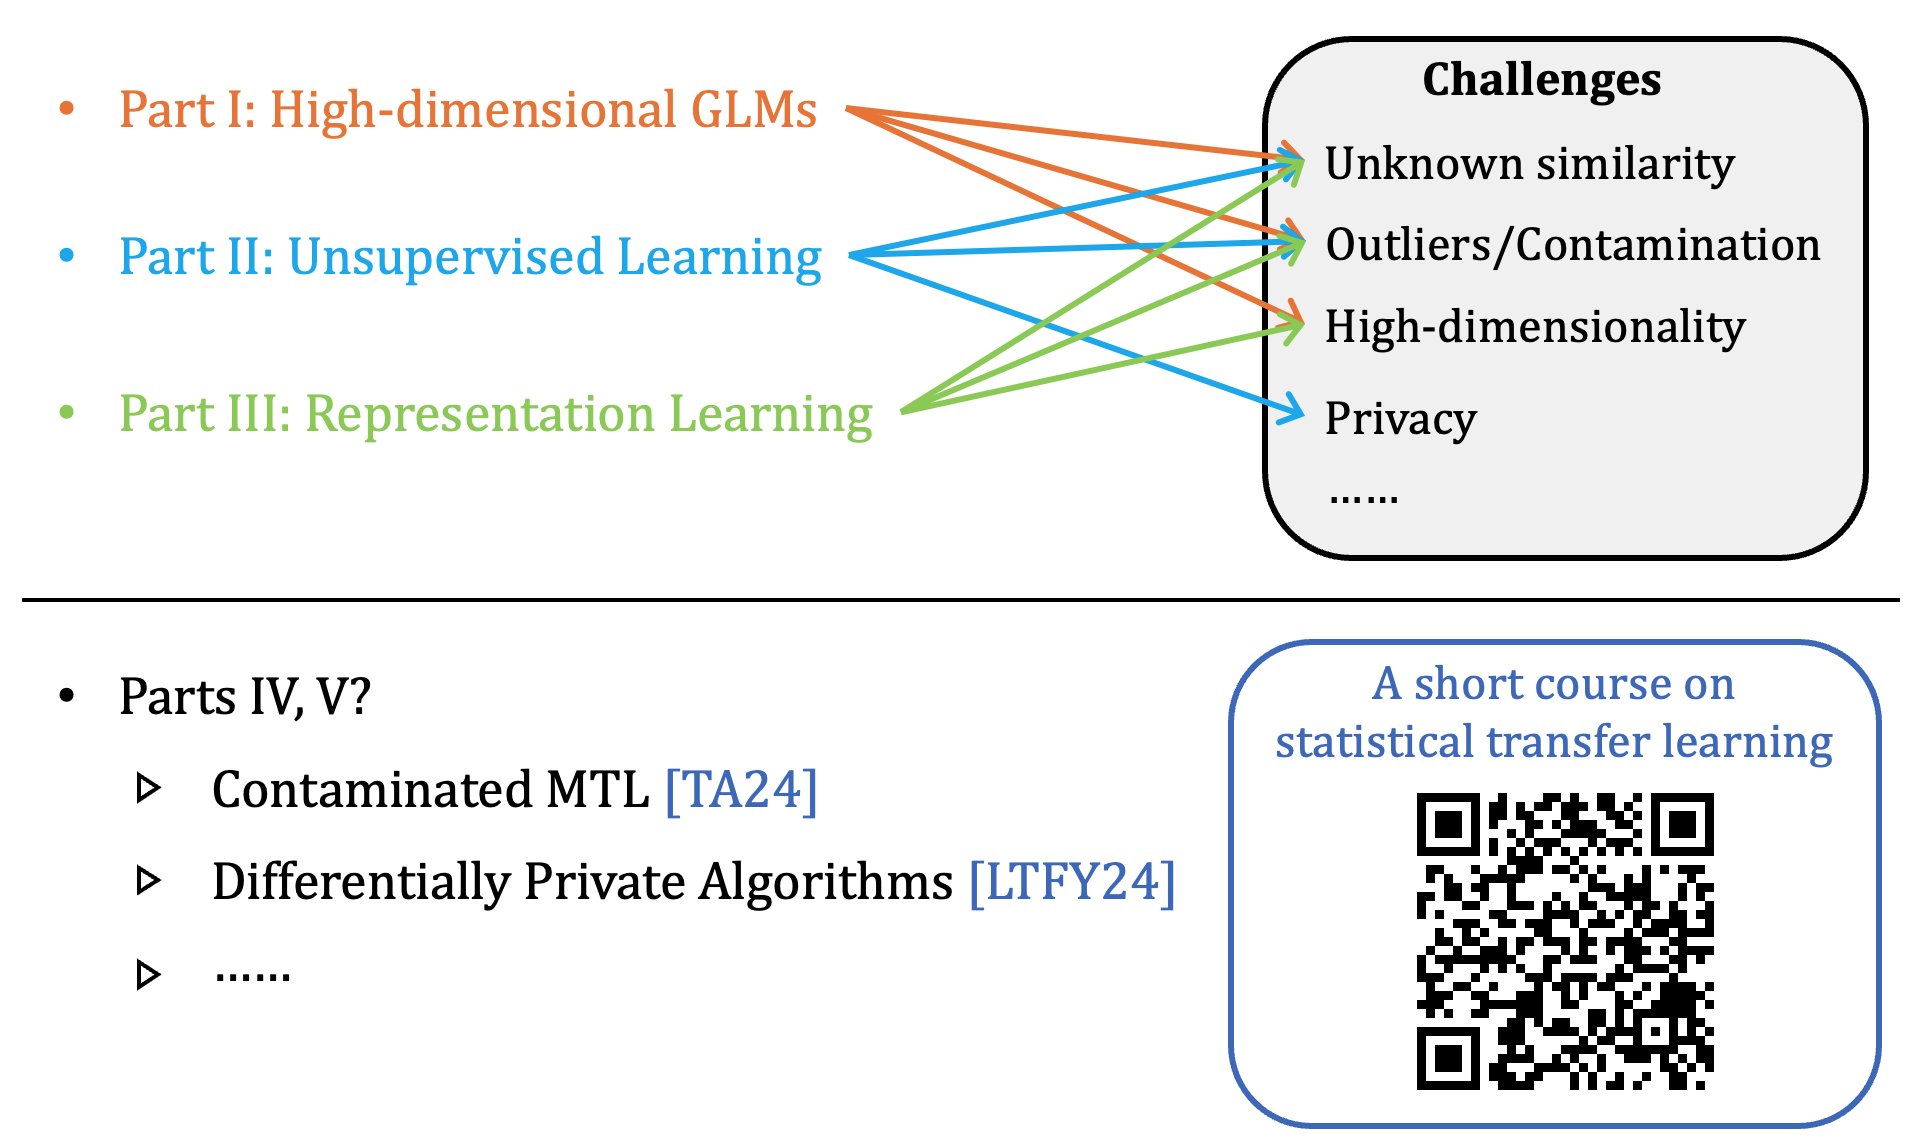 • Part I: High-dimensional GLMs
• Part II: Unsupervised Learning
• Part III: Representation Learning
Challenges
Unknown similarity
Outliers/Contamination
High-dimensionality
Privacy
……
• Parts IV, V?
Contaminated MTL [TA24]
Differentially Private Algorithms [LTFY24]
……
A short course on
statistical transfer learning